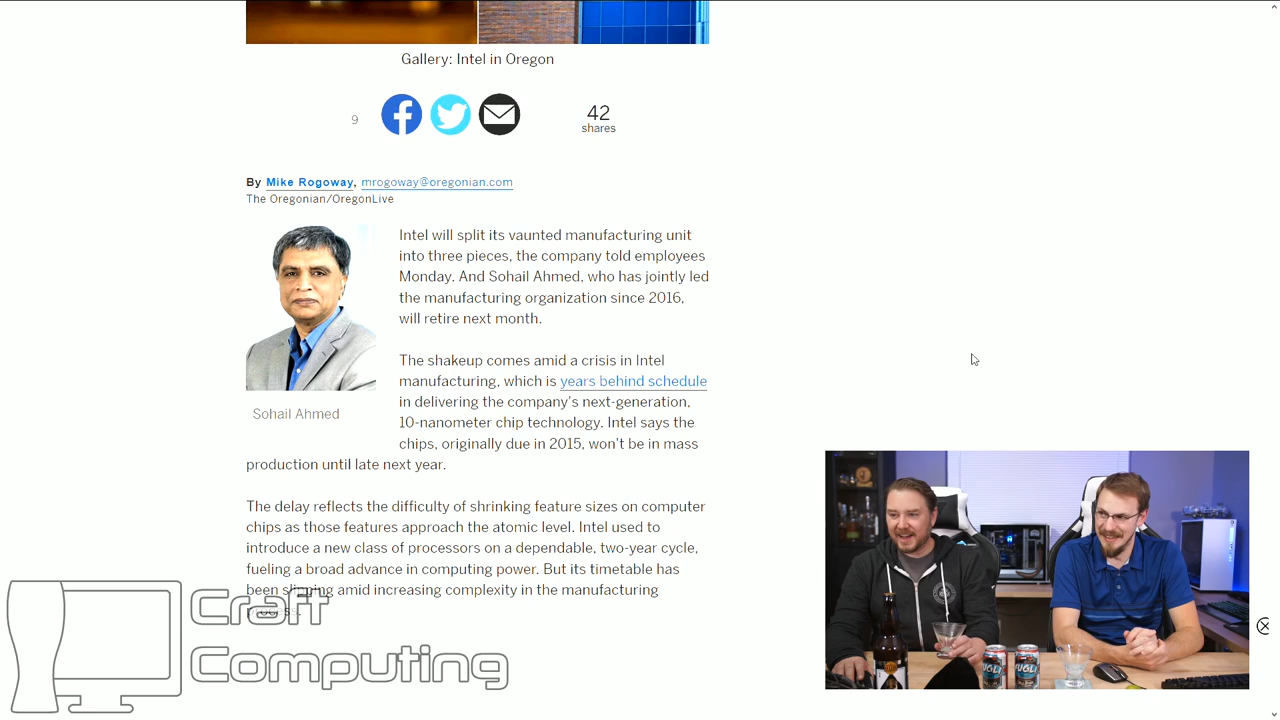 Gallery: Intel in Oregon
9
42
shares
By Mike Rogoway, mrogoway@oregonian.com
The Oregonian/OregonLive
Intel will split its vaunted manufacturing unit
into three pieces, the company told employees
Monday. And Sohail Ahmed, who has jointly led
the manufacturing organization since 2016,
will retire next month.
The shakeup comes amid a crisis in Intel
manufacturing, which is years behind schedule
in delivering the company's next-generation,
10-nanometer chip technology. Intel says the
chips, originally due in 2015, won't be in mass
production until late next year.
Sohail Ahmed
The delay reflects the difficulty of shrinking feature sizes on computer
chips as those features approach the atomic level. Intel used to
introduce a new class of processors on a dependable, two-year cycle,
fueling a broad advance in computing power. But its timetable has
been slipping amid increasing complexity in the manufacturing
process.
Craft
Computing